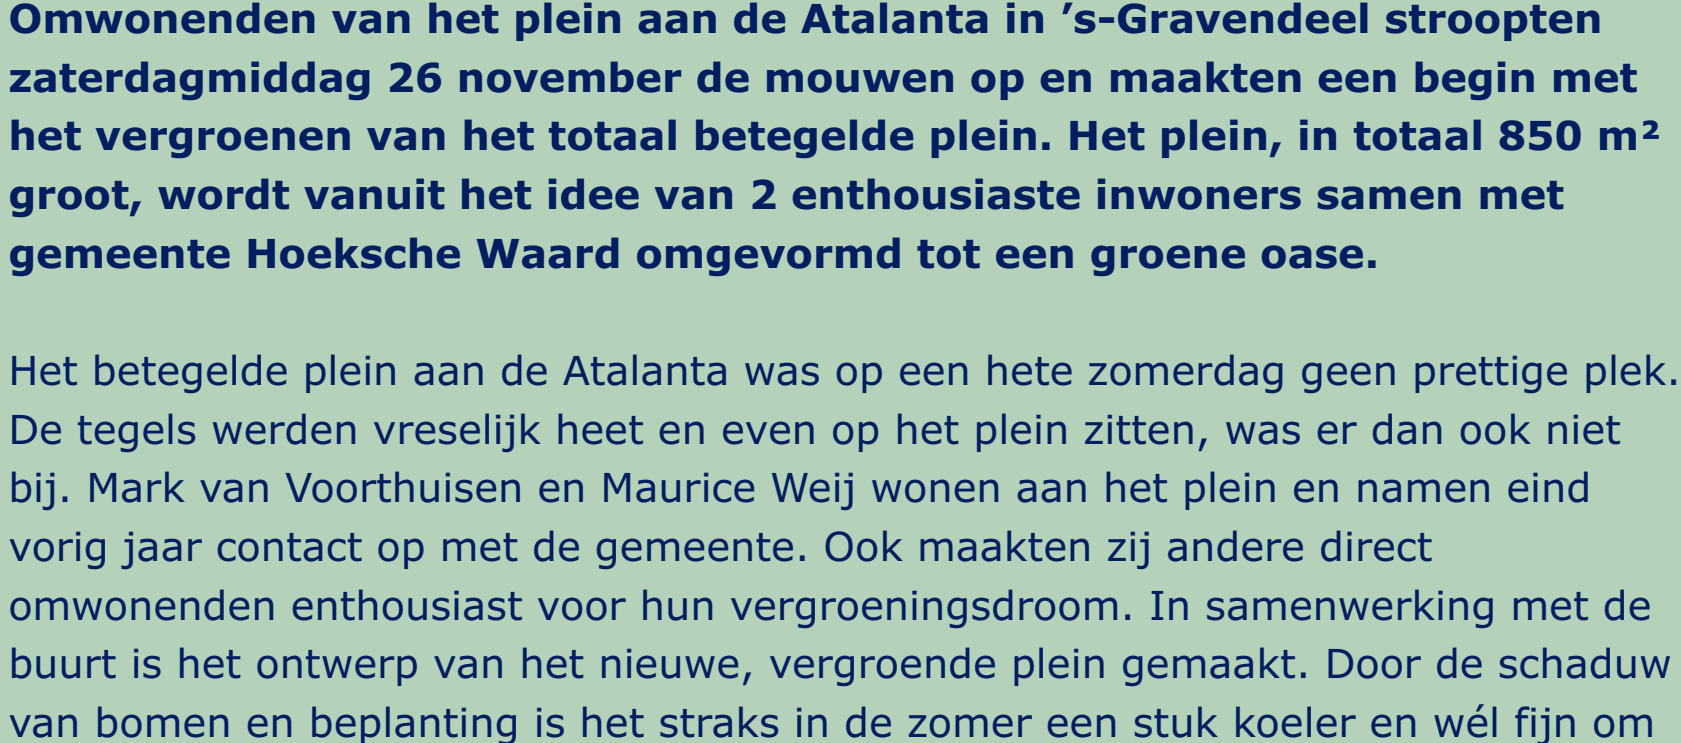 Omwonenden van het plein aan de Atalanta in ’s-Gravendeel stroopten
zaterdagmiddag 26 november de mouwen op en maakten een begin met
het vergroenen van het totaal betegelde plein. Het plein, in totaal 850 m²
groot, wordt vanuit het idee van 2 enthousiaste inwoners samen met
gemeente Hoeksche Waard omgevormd tot een groene oase.
Het betegelde plein aan de Atalanta was op een hete zomerdag geen prettige plek.
De tegels werden vreselijk heet en even op het plein zitten, was er dan ook niet
bij. Mark van Voorthuisen en Maurice Weij wonen aan het plein en namen eind
vorig jaar contact op met de gemeente. Ook maakten zij andere direct
omwonenden enthousiast voor hun vergroeningsdroom. In samenwerking met de
buurt is het ontwerp van het nieuwe, vergroende plein gemaakt. Door de schaduw
van bomen en beplanting is het straks in de zomer een stuk koeler en wél fijn om